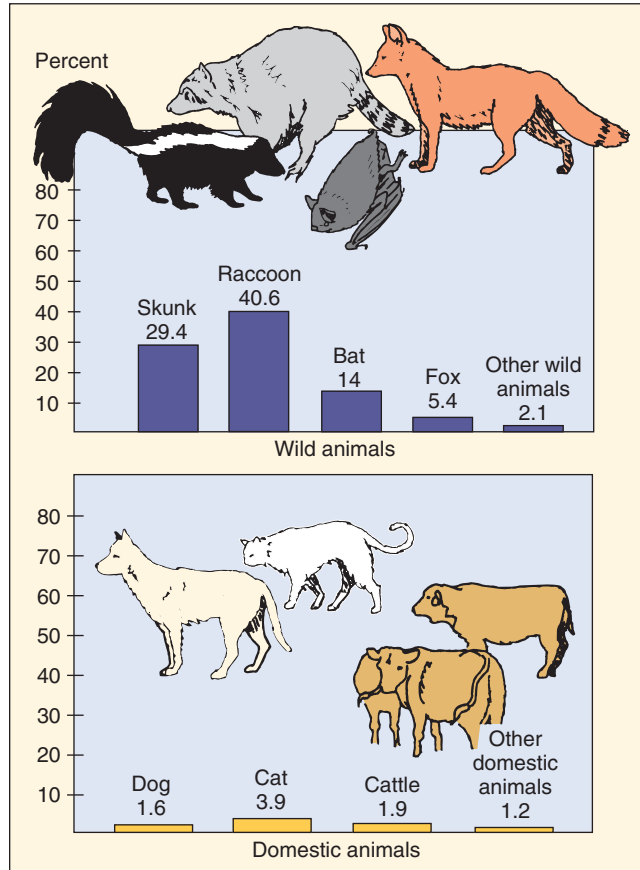 Percent
80
70
60
50
40
30
20
10
Skunk
29.4
Raccoon
40.6
Bat
14
Fox
5.4
Other wild
animals
2.1
Wild animals
80
70
60
50
40
30
20
10
Dog
1.6
Cat
3.9
Cattle
1.9
Other
domestic
animals
1.2
Domestic animals